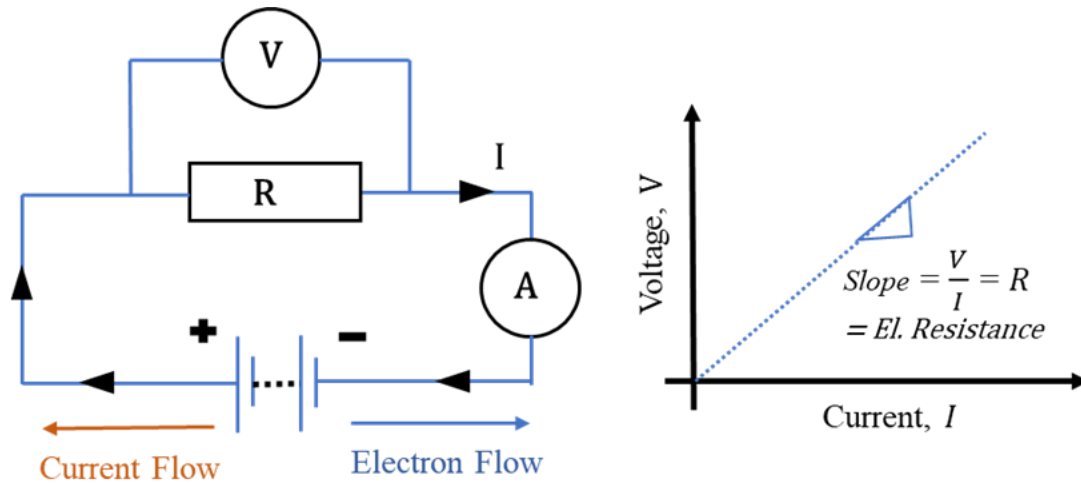 V
R
I
A
+
-
Current Flow
Electron Flow
Voltage, V
Slope = V/I = R
= El. Resistance
Current, I